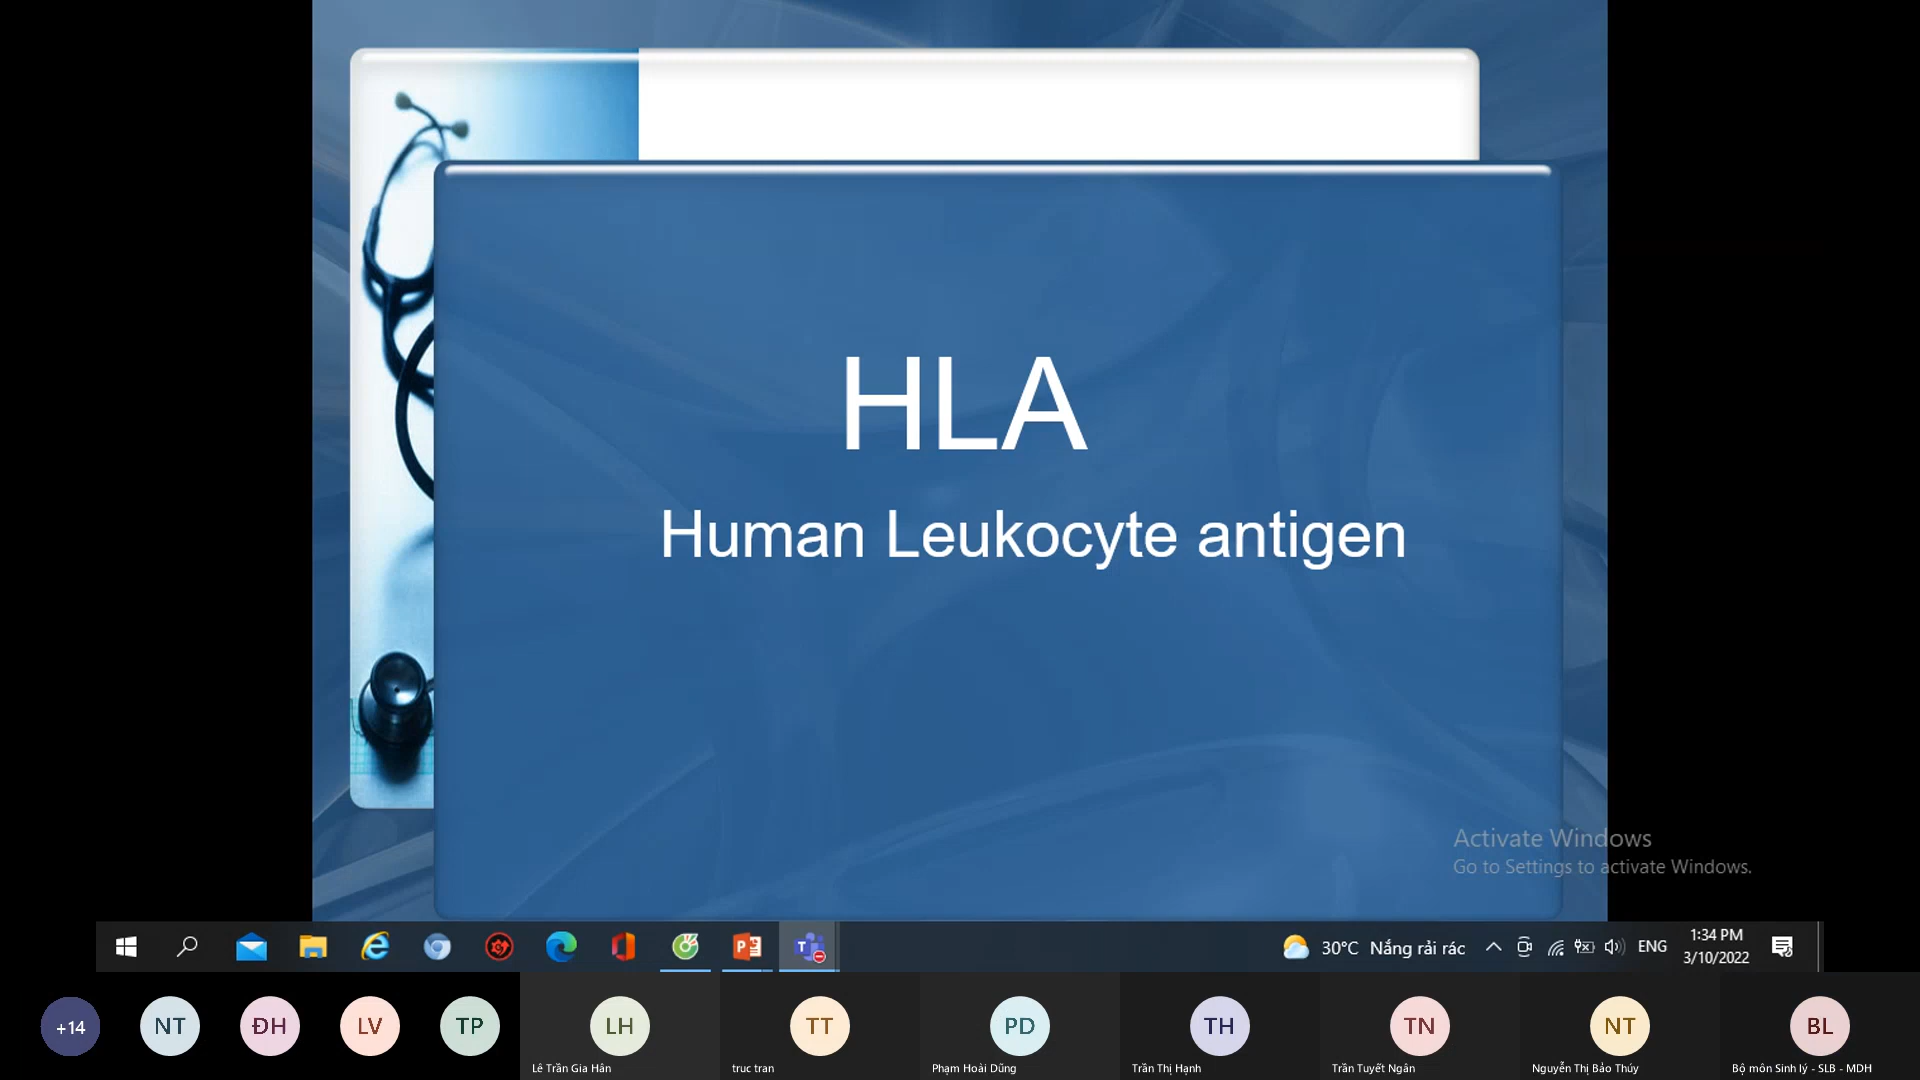 HLA
Human Leukocyte antigen
Activate Windows
Go to Settings to activate Windows.
30°C Nắng rải rác
ENG
1:34 PM
3/10/2022
+14
NT
ĐH
LV
TP
LH
TT
PD
TH
TN
NT
BL
Lê Trần Gia Hân
truc tran
Phạm Hoài Dũng
Trần Thị Hạnh
Trần Tuyết Ngân
Nguyễn Thị Bảo Thúy
Bộ môn Sinh lý - SLB - MDH